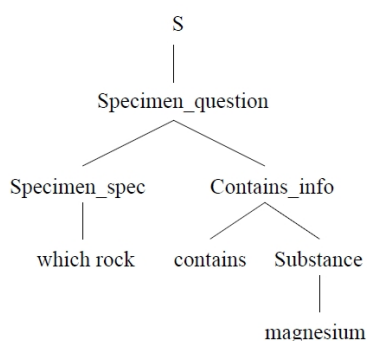 S
Specimen_question
Specimen_spec Contains_info
which rock contains Substance
magnesium